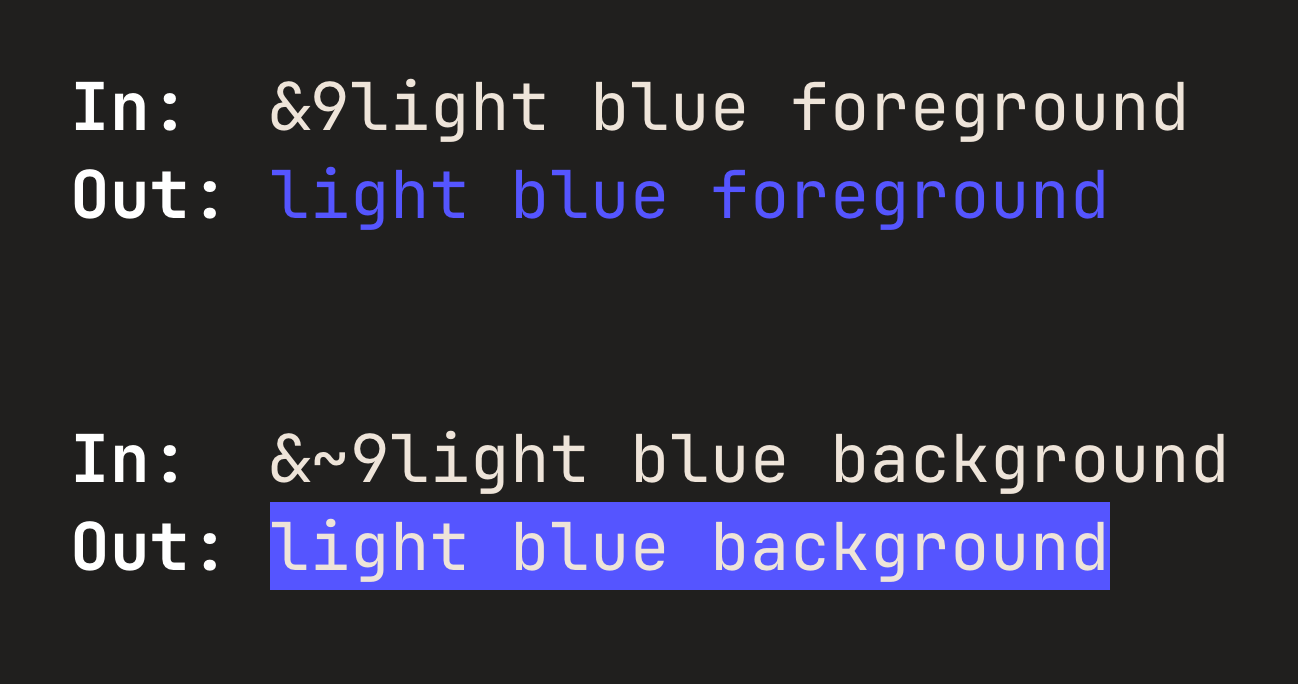 In:  &9light blue foreground
Out: light blue foreground
In:  &~9light blue background
Out: light blue background